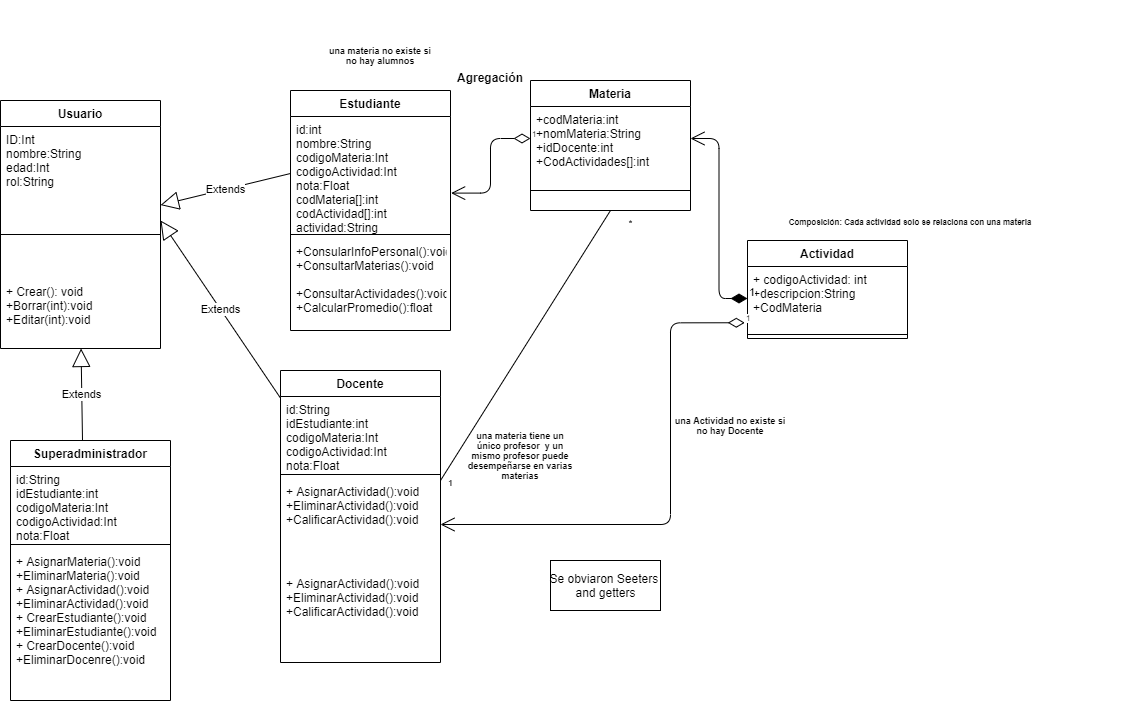 una materia no existe si
no hay alumnos
Agregación
Usuario
ID:Int
nombre:String
edad:Int
rol:String
+ Crear(): void
+Borrar(int):void
+Editar(int):void
Extends
Extends
Extends
Estudiante
id:int
nombre:String
codigoMateria:Int
codigoActividad:Int
nota:Float
codMateria[]:int
codActividad[]:int
actividad:String
+ConsularInfoPersonal():voi
+ConsultarMaterias():void
+ConsultarActividades():voi
+CalcularPromedio():float
Materia
+codMateria:int
1
+nomMateria:String
+idDocente:int
+CodActividades[]:int
*
Composición: Cada actividad solo se relaciona con una materia
Actividad
+ codigoActividad: int
1
+descripcion:String
+CodMateria
1
Superadministrador
id:String
idEstudiante:int
codigoMateria:Int
codigoActividad:Int
nota:Float
+ AsignarMateria():void
+EliminarMateria():void
+ AsignarActividad():void
+EliminarActividad():void
+ CrearEstudiante():void
+EliminarEstudiante():void
+ CrearDocente():void
+EliminarDocenre():void
Docente
id:String
idEstudiante:int
codigoMateria:Int
codigoActividad:Int
nota:Float
+ AsignarActividad():void
+EliminarActividad():void
+CalificarActividad():void
+ AsignarActividad():void
+EliminarActividad():void
+CalificarActividad():void
1
una materia tiene un
único profesor y un
mismo profesor puede
desempeñarse en varias
materias
una Actividad no existe si
no hay Docente
Se obviaron Seeters
and getters